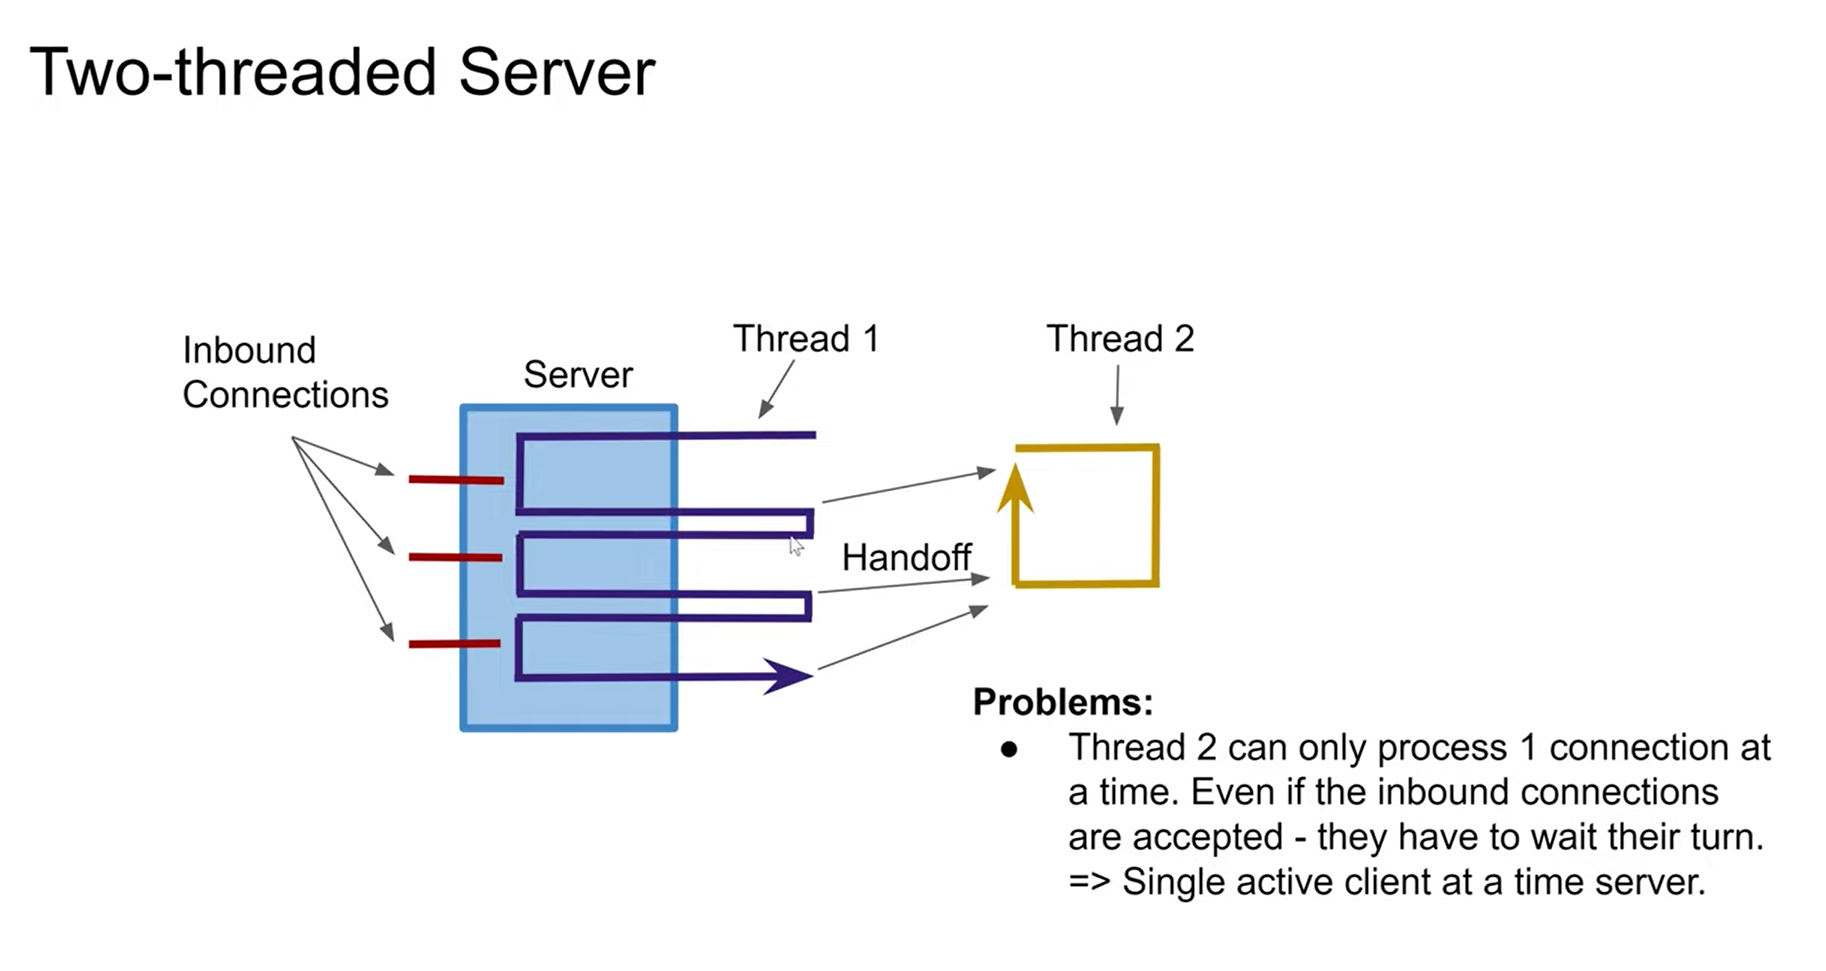 Two-threaded Server
Inbound
Connections
Server
Thread 1
Thread 2
Handoff
Problems:
● Thread 2 can only process 1 connection at
a time. Even if the inbound connections
are accepted - they have to wait their turn.
=> Single active client at a time server.